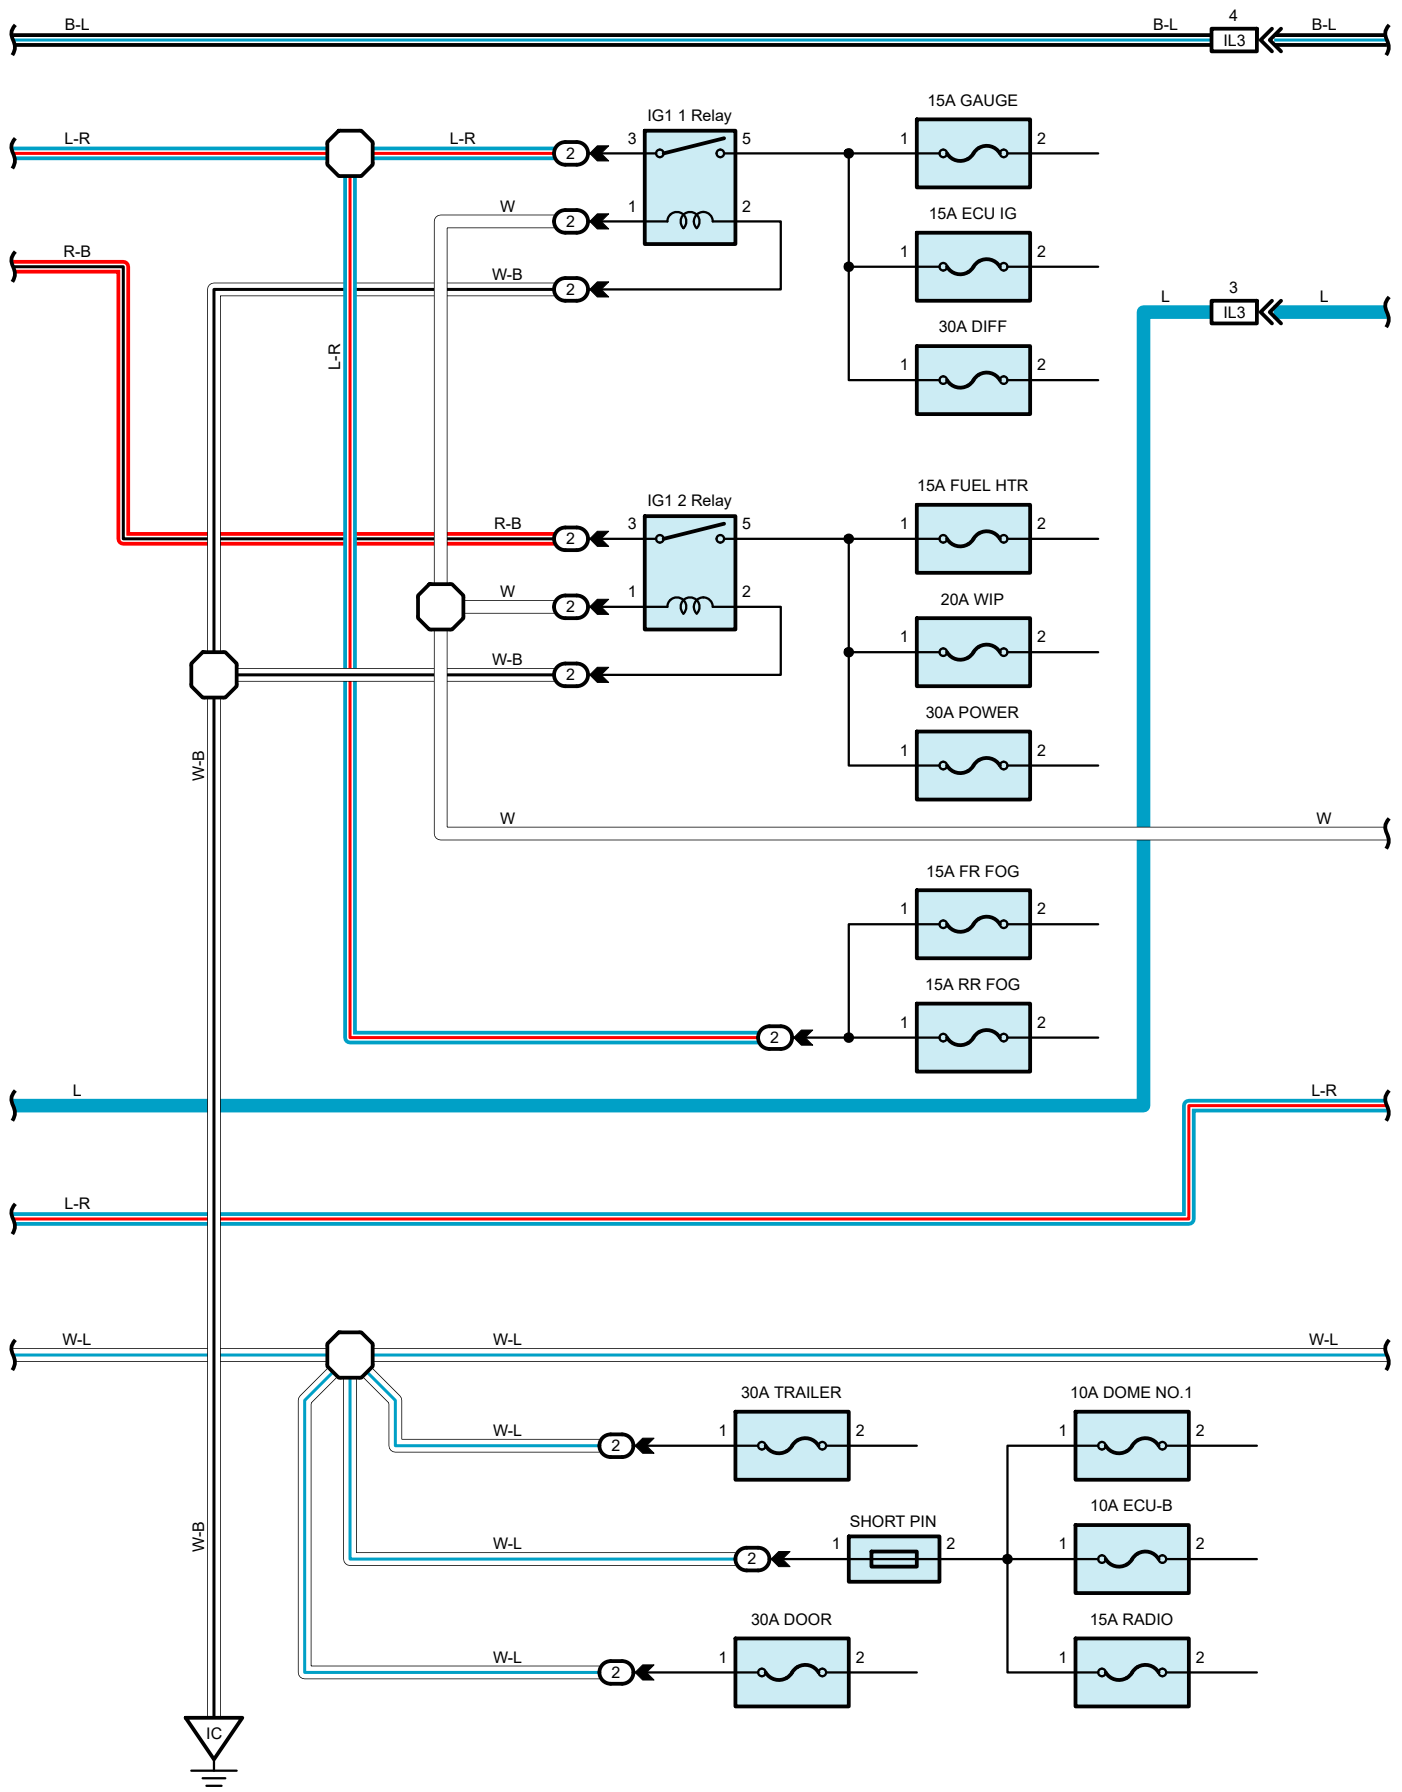 B-L
B-L
4
IL3
B-L
L-R
L-R
2
IG1 1 Relay
3
5
1
2
W
2
W-B
2
15A GAUGE
1
2
15A ECU IG
1
2
30A DIFF
1
2
R-B
L-R
L
3
IL3
L
R-B
2
IG1 2 Relay
3
5
1
2
W
2
W-B
2
15A FUEL HTR
1
2
20A WIP
1
2
30A POWER
1
2
W-B
W
W
15A FR FOG
1
2
15A RR FOG
1
2
2
L
L-R
L-R
W-L
W-L
W-L
W-L
2
30A TRAILER
1
2
10A DOME NO.1
1
2
W-B
W-L
2
SHORT PIN
1
2
10A ECU-B
1
2
W-L
2
30A DOOR
1
2
15A RADIO
1
2
IC